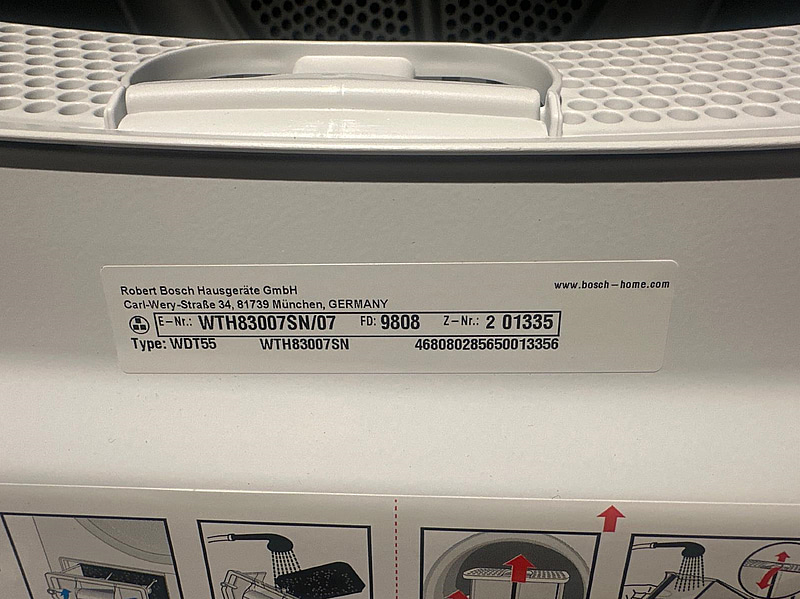 Robert Bosch Hausgeräte GmbH www.bosch-home.com
Carl-Wery-Straße 34, 81739 München, GERMANY
E-Nr.: WTH83007SN/07 FD: 9808 Z-Nr.: 2 01335
Type: WDT55 WTH83007SN 468080285650013356